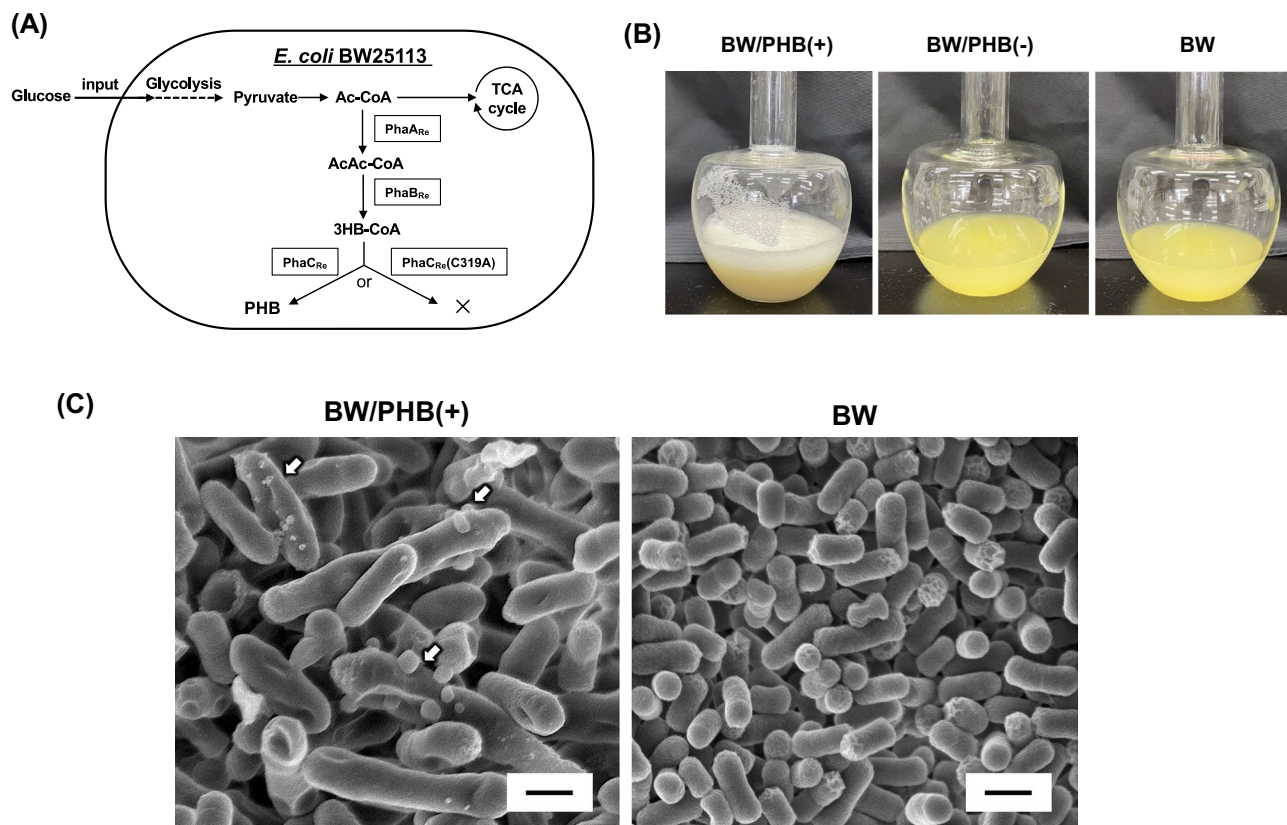 (A)
E. coli BW25113
input
Glycolysis
Glucose
Pyruvate
Ac-CoA
TCA
cycle
PhaARe
AcAc-CoA
PhaBRe
3HB-CoA
PhaCRe
PhaCRe(C319A)
or
PHB
×
(B)
BW/PHB(+)
BW/PHB(-)
BW
(C)
BW/PHB(+)
BW